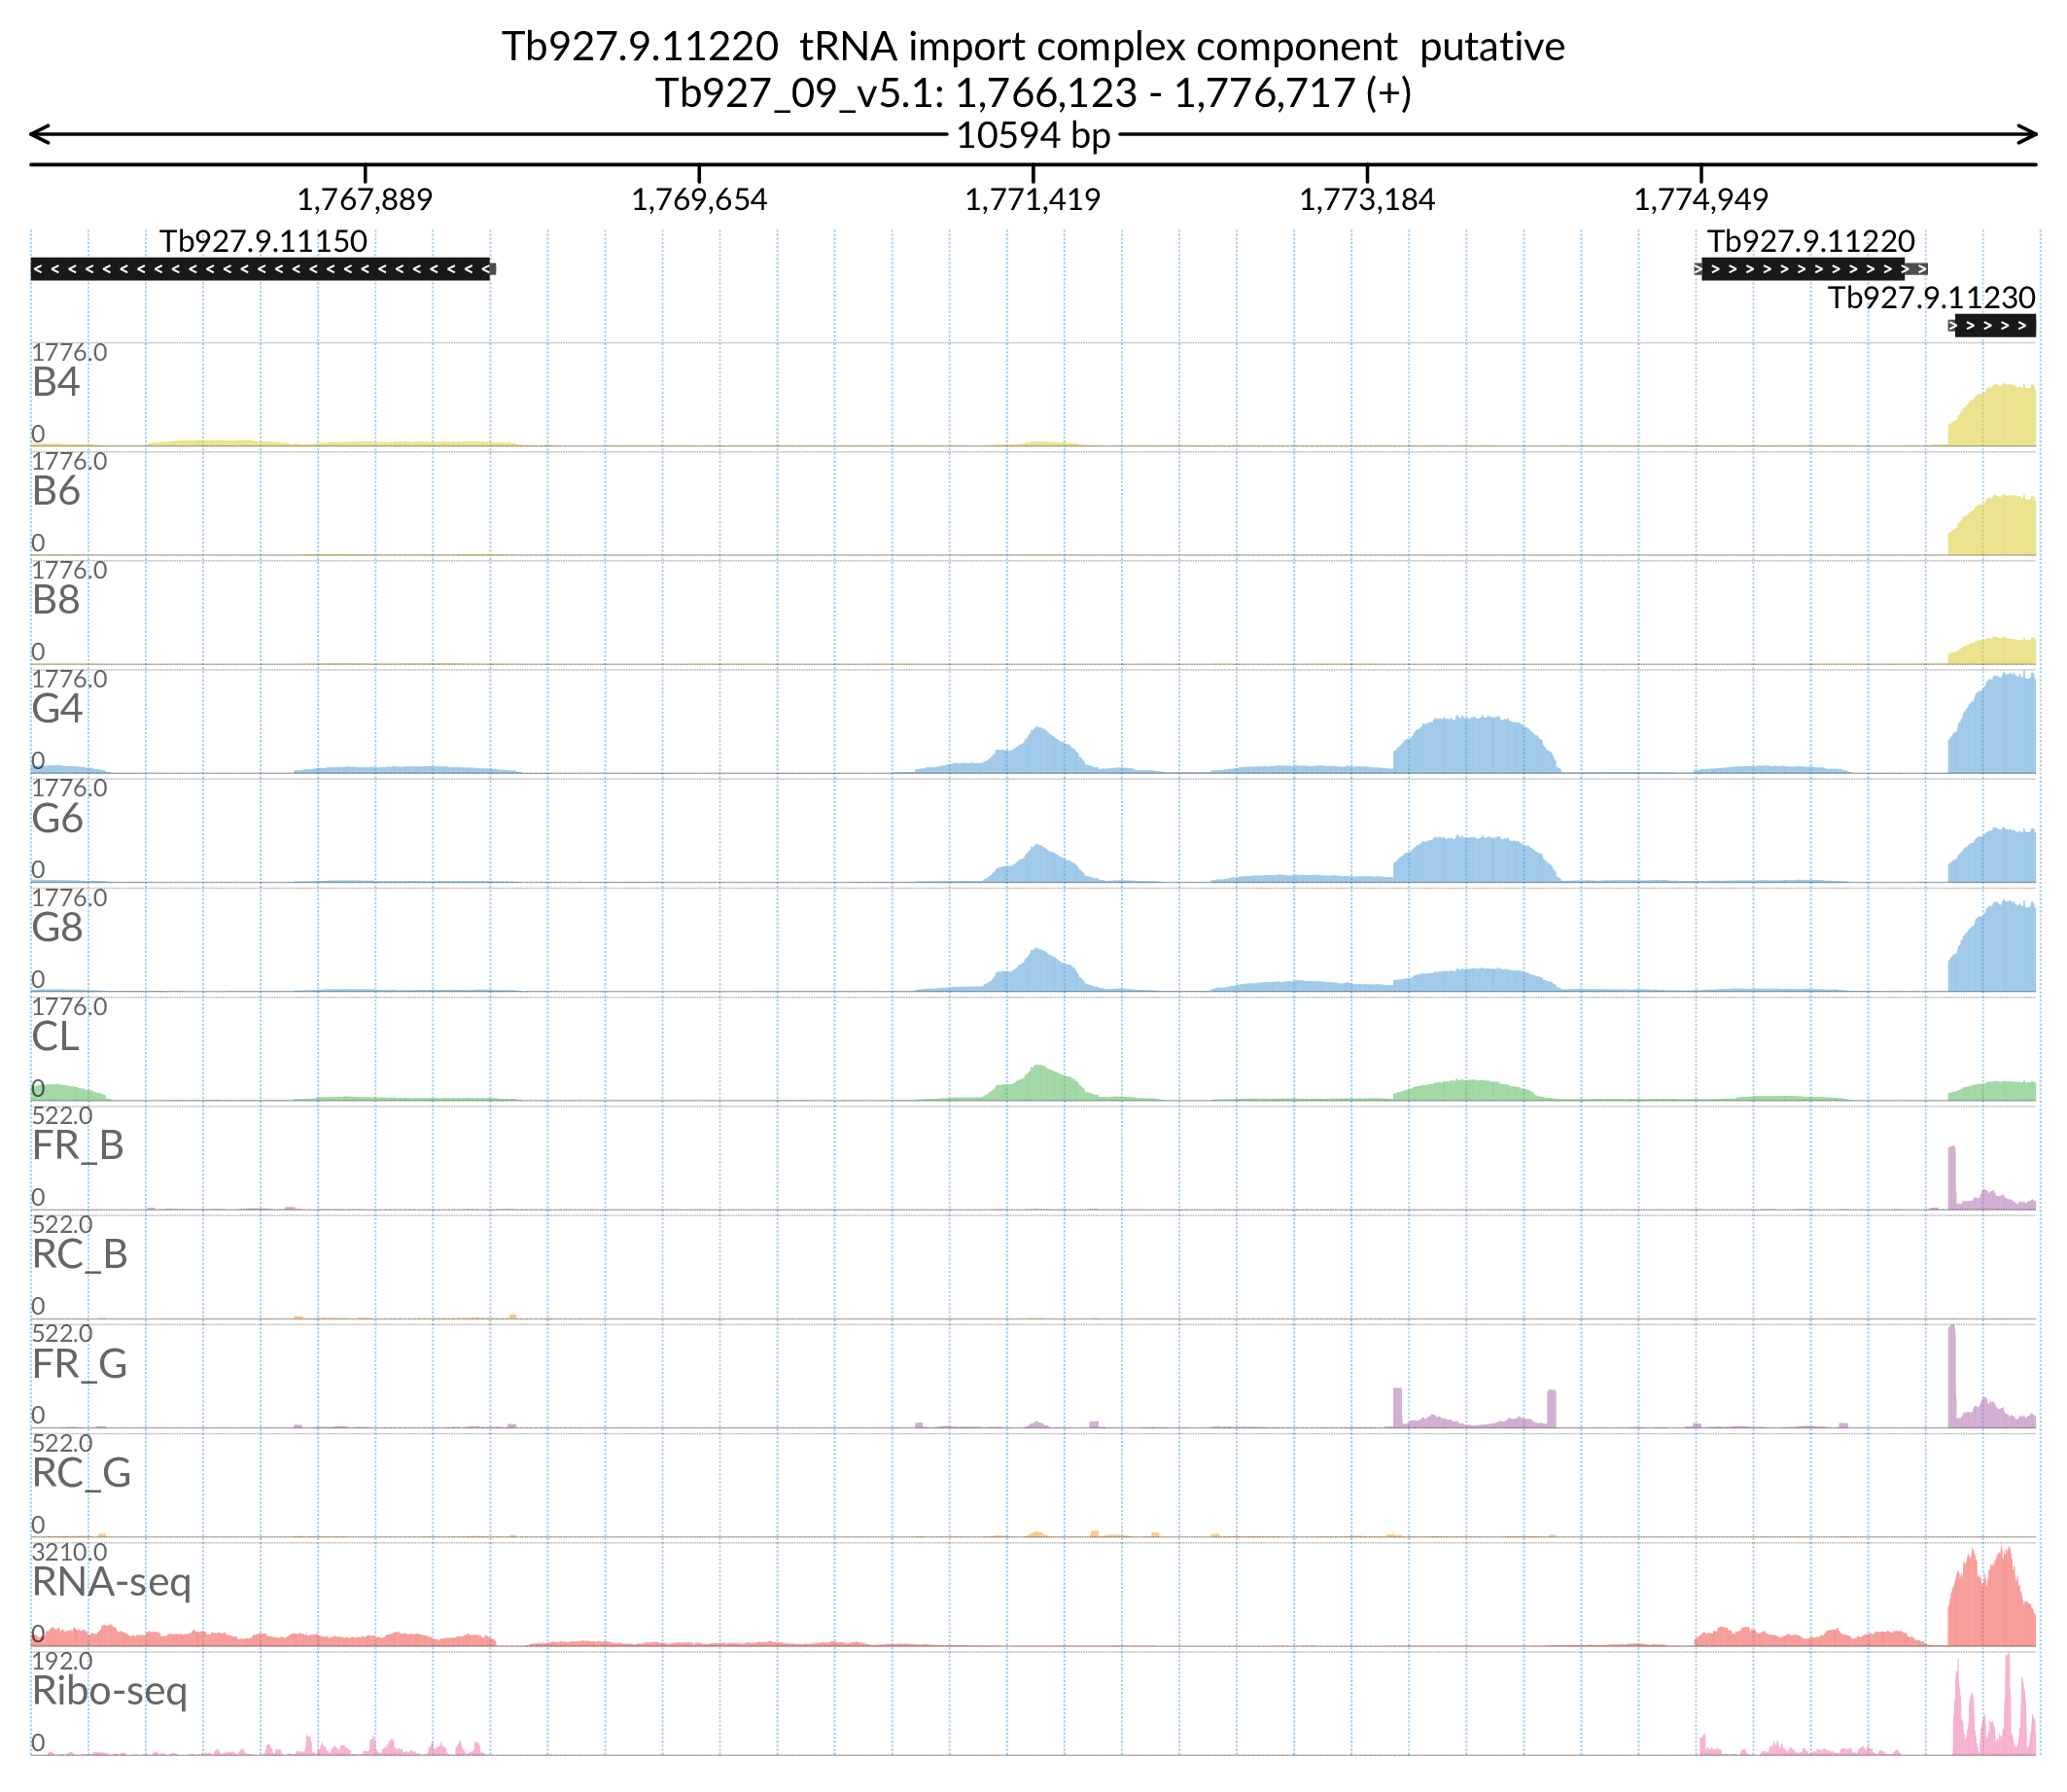 Tb927.9.11220 tRNA import complex component putative
Tb927_09_v5.1: 1,766,123 - 1,776,717 (+)
10594 bp
1,767,889 1,769,654 1,771,419 1,773,184 1,774,949
Tb927.9.11150 Tb927.9.11220
Tb927.9.11230
1776.0
B4
0
1776.0
B6
0
1776.0
B8
0
1776.0
G4
0
1776.0
G6
0
1776.0
G8
0
1776.0
CL
0
522.0
FR_B
0
522.0
RC_B
0
522.0
FR_G
0
522.0
RC_G
0
3210.0
RNA-seq
0
192.0
Ribo-seq
0